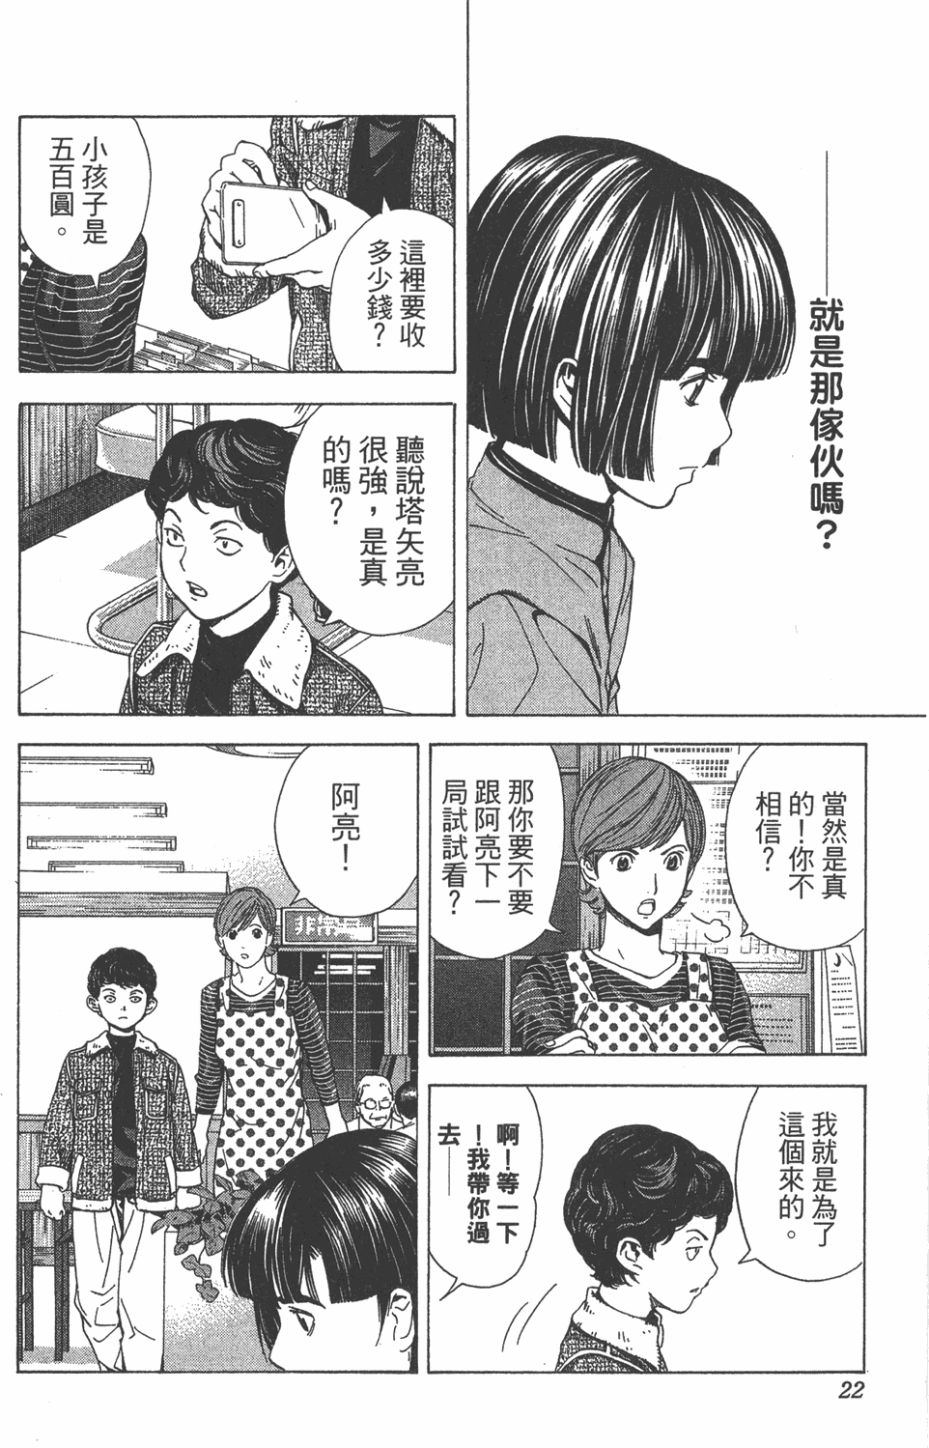 ——就是那傢伙嗎？
這裡要收
多少錢？
小孩子是
五百圓。
聽說塔矢亮
很強，是真
的嗎？
當然是真
的！你不
相信？
那你要不要
跟阿亮下一
局試試看？
阿亮！
我就是為了
這個來的。
啊！等一下
！我帶你過
去——
22